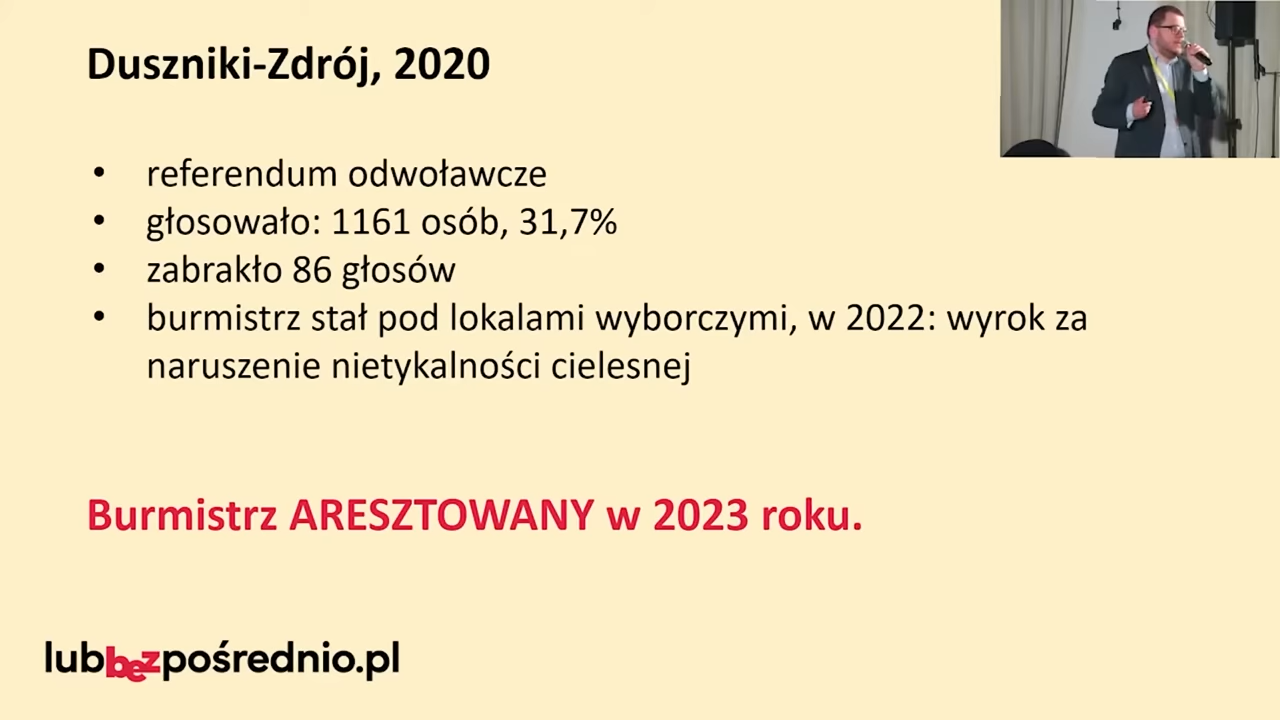 Duszniki-Zdrój, 2020
• referendum odwoławcze
• głosowało: 1161 osób, 31,7%
• zabrakło 86 głosów
• burmistrz stał pod lokalami wyborczymi, w 2022: wyrok za
naruszenie nietykalności cielesnej
Burmistrz ARESZTOWANY w 2023 roku.
lubbezpośrednio.pl